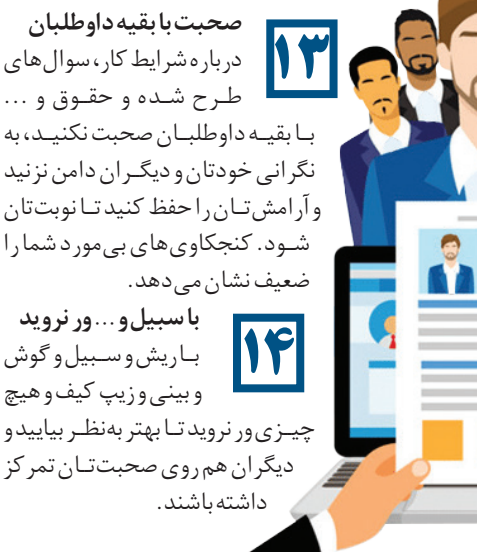 ۱۳
صحبت با بقیه داوطلبان
درباره شرایط کار، سوال‌های
طرح شده و حقوق و ...
با بقیه داوطلبان صحبت نکنید، به
نگرانی خودتان و دیگران دامن نزنید
و آرامش‌تان را حفظ کنید تا نوبت‌تان
شود. کنجکاوی‌های بی‌مورد شما را
ضعیف نشان می‌دهد.
۱۴
با سبیل و ... ور نروید
با ریش و سبیل و گوش
و بینی و زیپ کیف و هیچ
چیزی ور نروید تا بهتر به‌نظر بیایید و
دیگران هم روی صحبت‌تان تمرکز
داشته باشند.